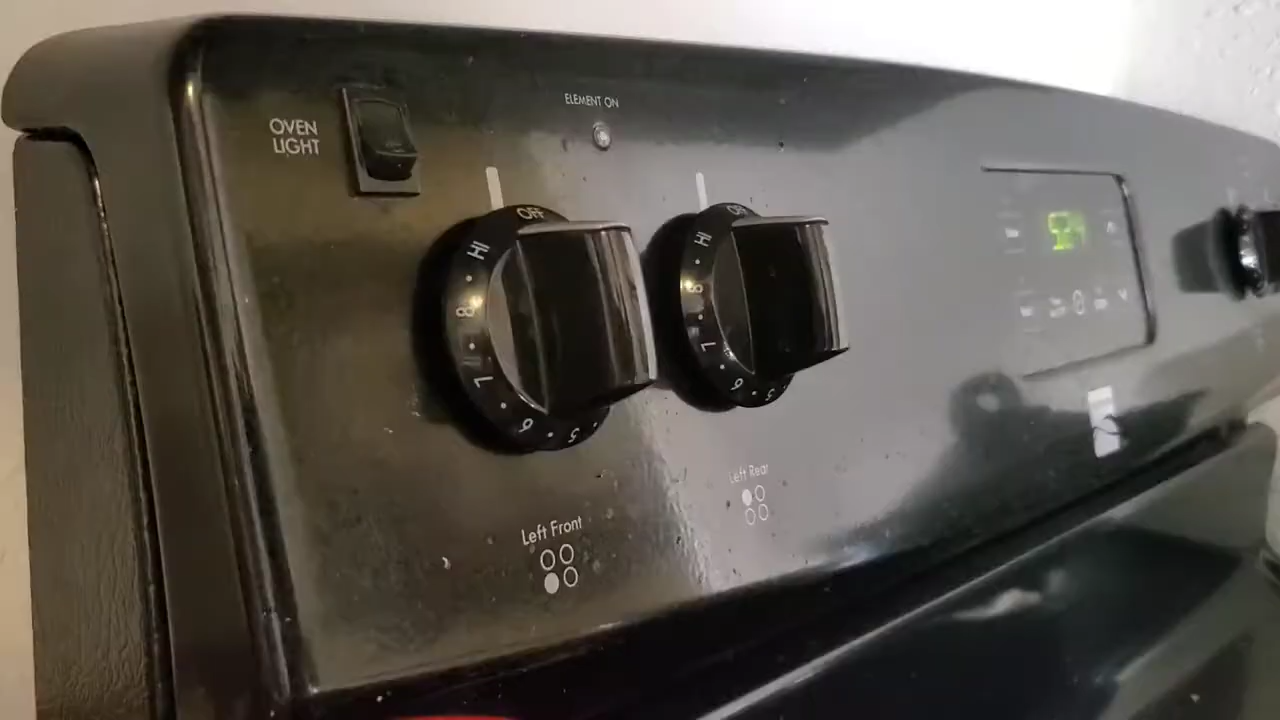 OVEN
LIGHT
ELEMENT ON
OFF
HI
8
7
6
5
OFF
HI
8
7
6
5
Left Front
Left Rear